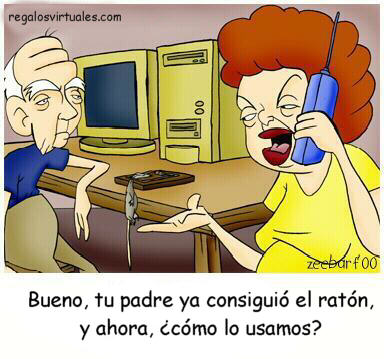 regalosvirtuales.com
zeebarf'00
Bueno, tu padre ya consiguió el ratón,
y ahora, ¿cómo lo usamos?